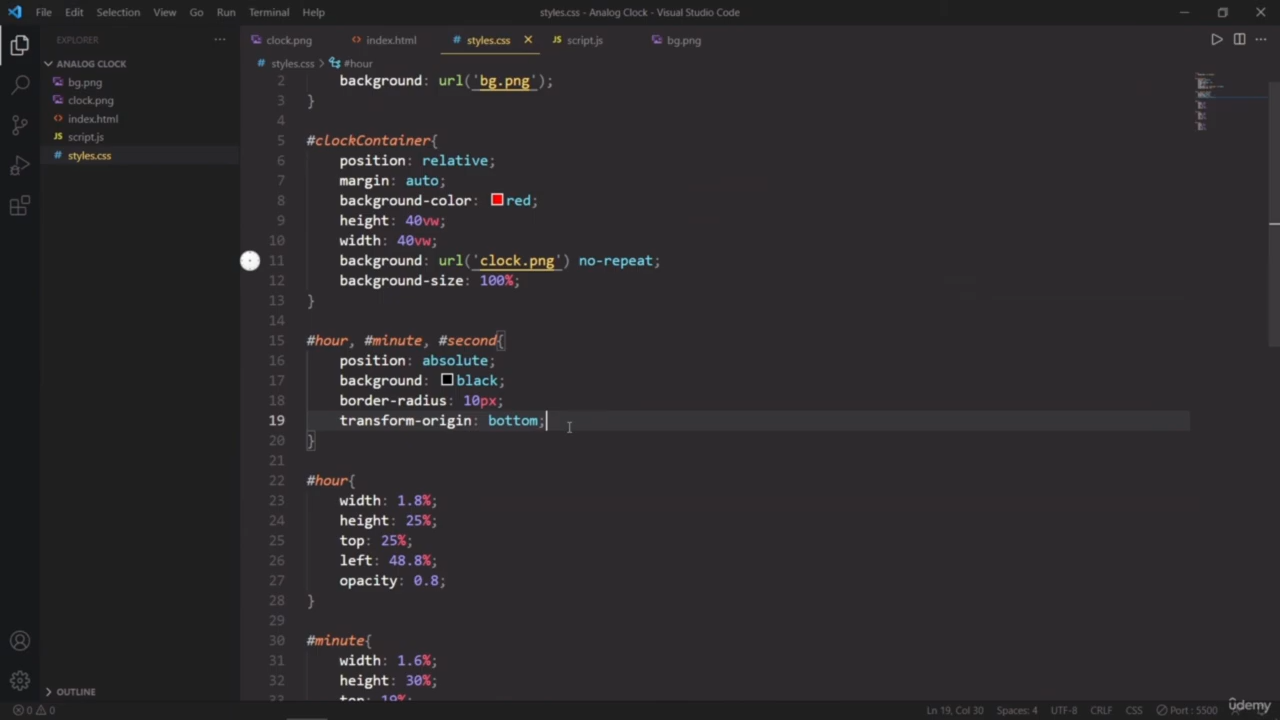 File Edit Selection View Go Run Terminal Help
styles.css - Analog Clock - Visual Studio Code
EXPLORER
ANALOG CLOCK
bg.png
clock.png
index.html
JS script.js
# styles.css
OUTLINE
clock.png
index.html
# styles.css
JS script.js
bg.png
# styles.css > #hour
2 background: url('bg.png');
3 }
4
5 #clockContainer{
6 position: relative;
7 margin: auto;
8 background-color: red;
9 height: 40vw;
10 width: 40vw;
11 background: url('clock.png') no-repeat;
12 background-size: 100%;
13 }
14
15 #hour, #minute, #second{
16 position: absolute;
17 background: black;
18 border-radius: 10px;
19 transform-origin: bottom;
20 }
21
22 #hour{
23 width: 1.8%;
24 height: 25%;
25 top: 25%;
26 left: 48.8%;
27 opacity: 0.8;
28 }
29
30 #minute{
31 width: 1.6%;
32 height: 30%;
33 top: 19%;
0 0
Ln 19, Col 30 Spaces: 4 UTF-8 CRLF CSS Port : 5500
udemy